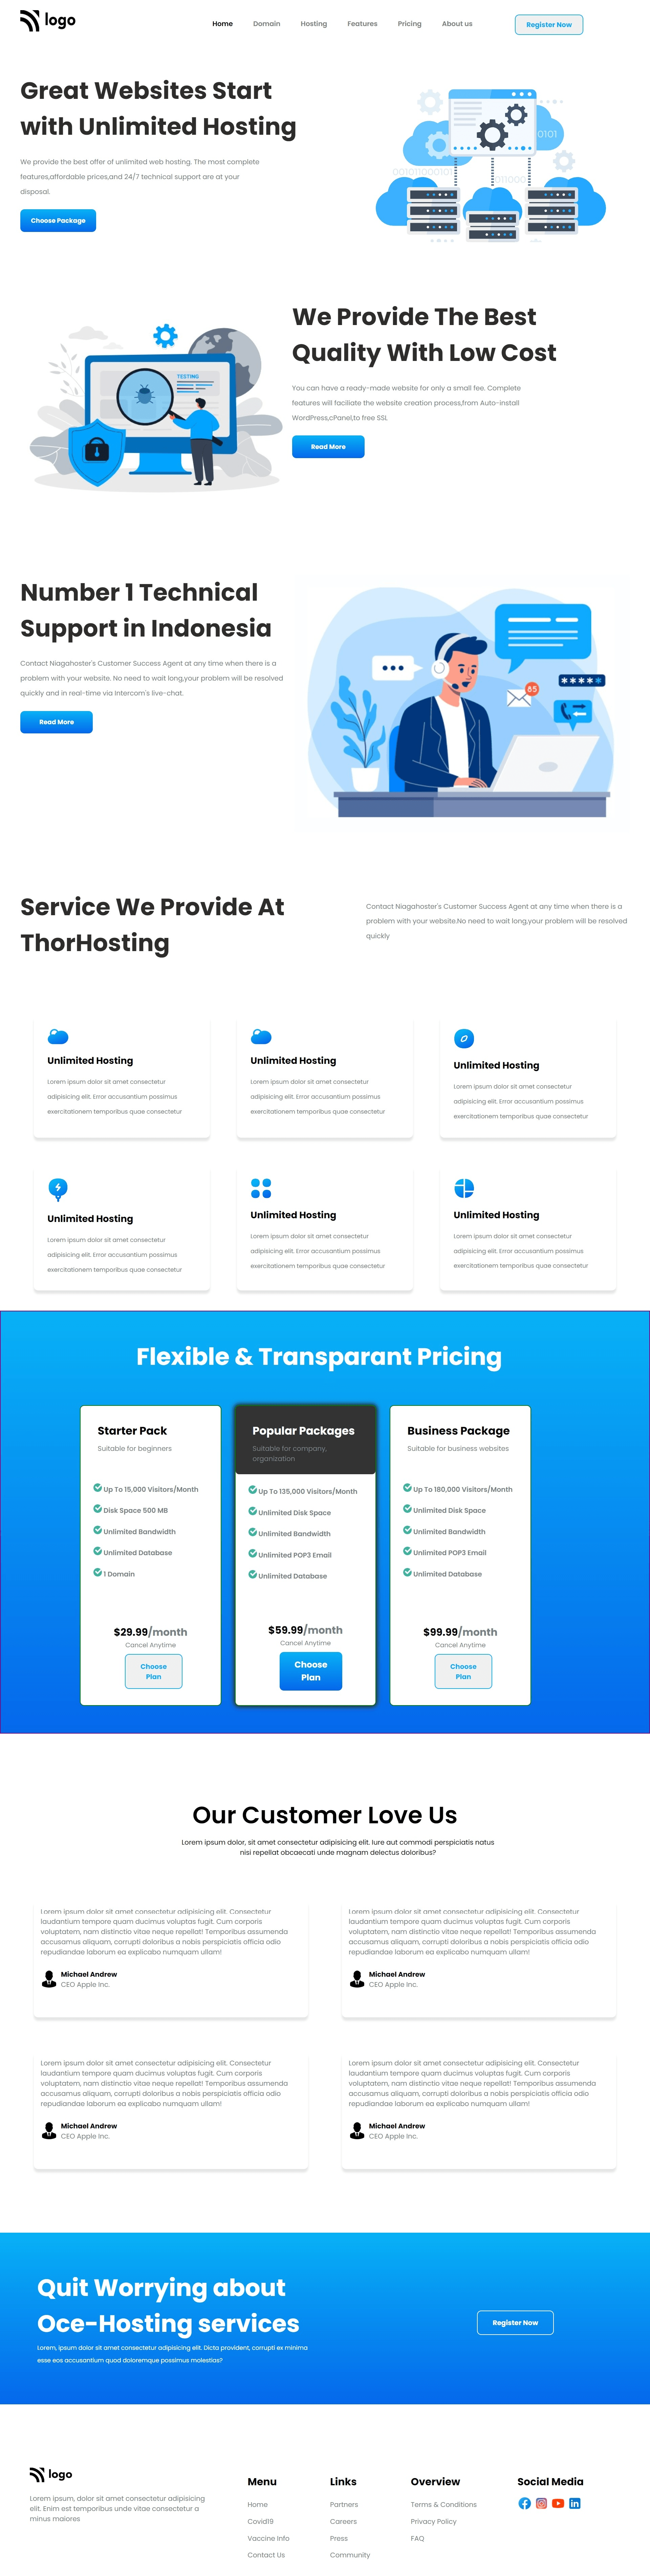 logo
Home Domain Hosting Features Pricing About us Register Now
Great Websites Start
with Unlimited Hosting
We provide the best offer of unlimited web hosting. The most complete
features,affordable prices,and 24/7 technicol support are at your
disposal.
Choose Package
0101
001011000101
We Provide The Best
Quality With Low Cost
TESTING
You can have a ready-made website for only a small fee. Complete
features will faciliate the website creation process,from Auto-install
WordPress,cPanel,to free SSL
Read More
Number 1 Technical
Support in Indonesia
Contact Niagahoster's Customer Success Agent at any time when there is a
problem with your website. No need to wait long,your problem will be resolved
quickly and in real-time via Intercom's live-chat.
Read More
85
****
Service We Provide At
ThorHosting
Contact Niagahoster's Customer Success Agent at any time when there is a
problem with your website.No need to wait long,your problem will be resolved
quickly
Unlimited Hosting
Lorem ipsum dolor sit amet consectetur
adipisicing elit. Error accusantium possimus
exercitationem temporibus quae consectetur
Unlimited Hosting
Lorem ipsum dolor sit amet consectetur
adipisicing elit. Error accusantium possimus
exercitationem temporibus quae consectetur
Unlimited Hosting
Lorem ipsum dolor sit amet consectetur
adipisicing elit. Error accusantium possimus
exercitationem temporibus quae consectetur
Unlimited Hosting
Lorem ipsum dolor sit amet consectetur
adipisicing elit. Error accusantium possimus
exercitationem temporibus quae consectetur
Unlimited Hosting
Lorem ipsum dolor sit amet consectetur
adipisicing elit. Error accusantium possimus
exercitationem temporibus quae consectetur
Unlimited Hosting
Lorem ipsum dolor sit amet consectetur
adipisicing elit. Error accusantium possimus
exercitationem temporibus quae consectetur
Flexible & Transparant Pricing
Starter Pack
Suitable for beginners
Up To 15,000 Visitors/Month
Disk Space 500 MB
Unlimited Bandwidth
Unlimited Database
1 Domain
$29.99/month
Cancel Anytime
Choose
Plan
Popular Packages
Suitable for company,
organization
Up To 135,000 Visitors/Month
Unlimited Disk Space
Unlimited Bandwidth
Unlimited POP3 Email
Unlimited Database
$59.99/month
Cancel Anytime
Choose
Plan
Business Package
Suitable for business websites
Up To 180,000 Visitors/Month
Unlimited Disk Space
Unlimited Bandwidth
Unlimited POP3 Email
Unlimited Database
$99.99/month
Cancel Anytime
Choose
Plan
Our Customer Love Us
Lorem ipsum dolor, sit amet consectetur adipisicing elit. Iure aut commodi perspiciatis natus
nisi repellat obcaecati unde magnam delectus doloribus?
Lorem ipsum dolor sit amet consectetur adipisicing elit. Consectetur
laudantium tempore quam ducimus voluptas fugit. Cum corporis
voluptatem, nam distinctio vitae neque repellat! Temporibus assumenda
accusamus aliquam, corrupti doloribus a nobis perspiciatis officia odio
repudiandae laborum ea explicabo numquam ullam!
Michael Andrew
CEO Apple Inc.
Lorem ipsum dolor sit amet consectetur adipisicing elit. Consectetur
laudantium tempore quam ducimus voluptas fugit. Cum corporis
voluptatem, nam distinctio vitae neque repellat! Temporibus assumenda
accusamus aliquam, corrupti doloribus a nobis perspiciatis officia odio
repudiandae laborum ea explicabo numquam ullam!
Michael Andrew
CEO Apple Inc.
Lorem ipsum dolor sit amet consectetur adipisicing elit. Consectetur
laudantium tempore quam ducimus voluptas fugit. Cum corporis
voluptatem, nam distinctio vitae neque repellat! Temporibus assumenda
accusamus aliquam, corrupti doloribus a nobis perspiciatis officia odio
repudiandae laborum ea explicabo numquam ullam!
Michael Andrew
CEO Apple Inc.
Lorem ipsum dolor sit amet consectetur adipisicing elit. Consectetur
laudantium tempore quam ducimus voluptas fugit. Cum corporis
voluptatem, nam distinctio vitae neque repellat! Temporibus assumenda
accusamus aliquam, corrupti doloribus a nobis perspiciatis officia odio
repudiandae laborum ea explicabo numquam ullam!
Michael Andrew
CEO Apple Inc.
Quit Worrying about
Oce-Hosting services
Lorem, ipsum dolor sit amet consectetur adipisicing elit. Dicta provident, corrupti ex minima
esse eos accusantium quod doloremque possimus molestias?
Register Now
logo
Lorem ipsum, dolor sit amet consectetur adipisicing
elit. Enim est temporibus unde vitae consectetur a
minus maiores
Menu
Home
Covid19
Vaccine Info
Contact Us
Links
Partners
Careers
Press
Community
Overview
Terms & Conditions
Privacy Policy
FAQ
Social Media
in